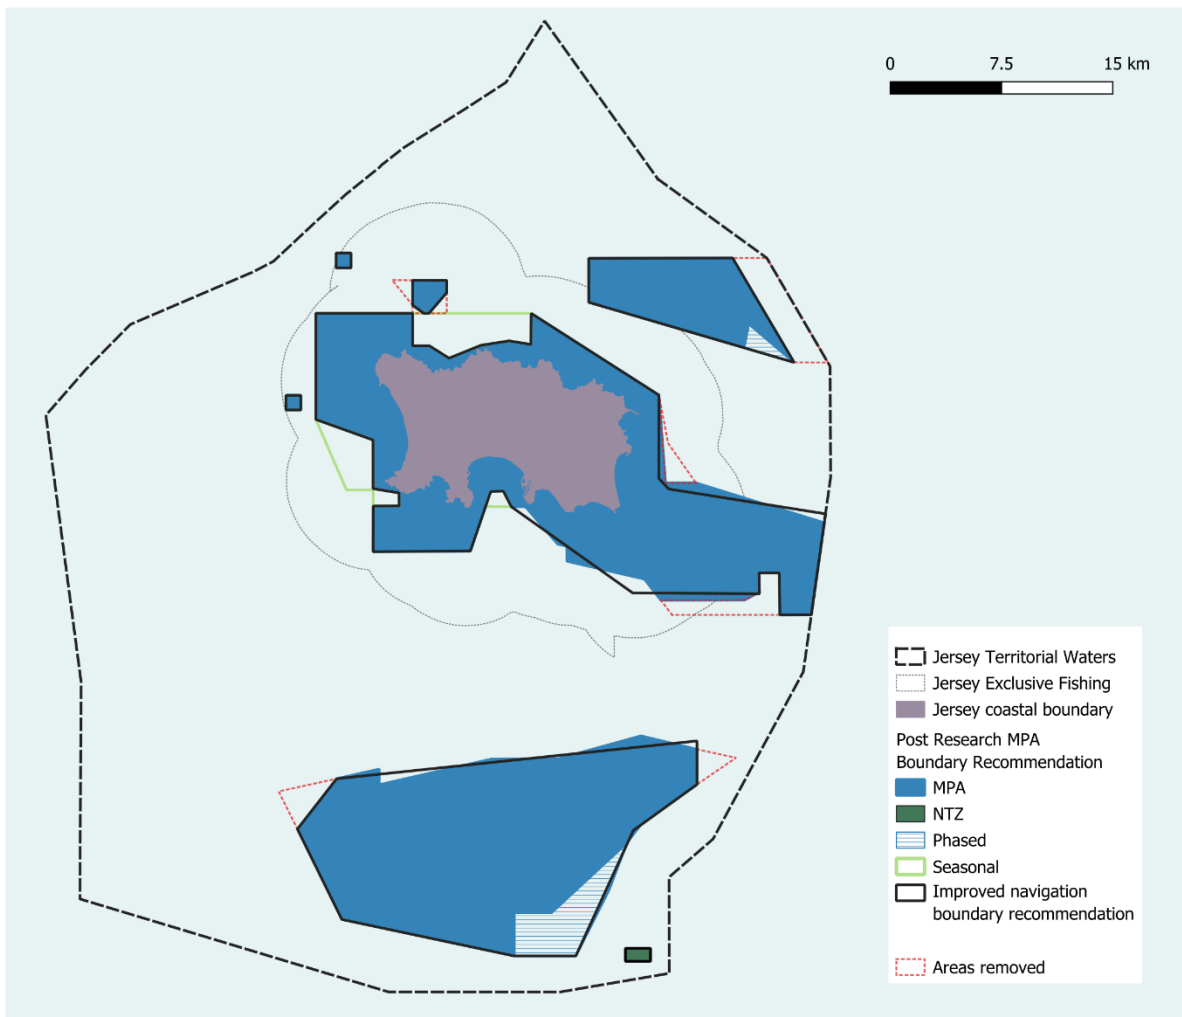 0 7.5 15 km
Jersey Territorial Waters
Jersey Exclusive Fishing
Jersey coastal boundary
Post Research MPA
Boundary Recommendation
MPA
NTZ
Phased
Seasonal
Improved navigation
boundary recommendation
Areas removed